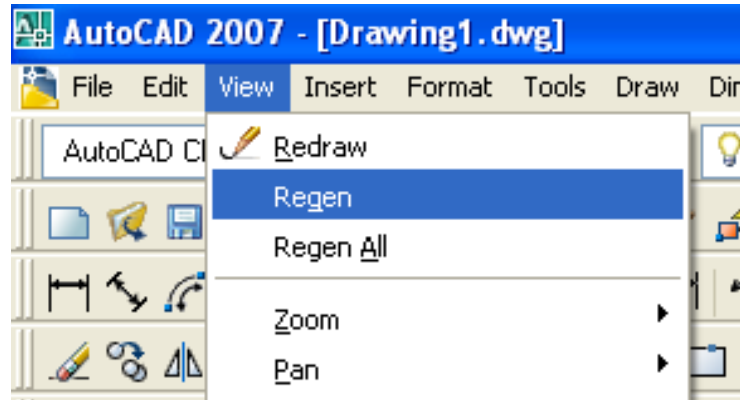 AutoCAD 2007 - [Drawing1.dwg]
File Edit View Insert Format Tools Draw
AutoCAD Cl
Redraw
Regen
Regen All
Zoom
Pan